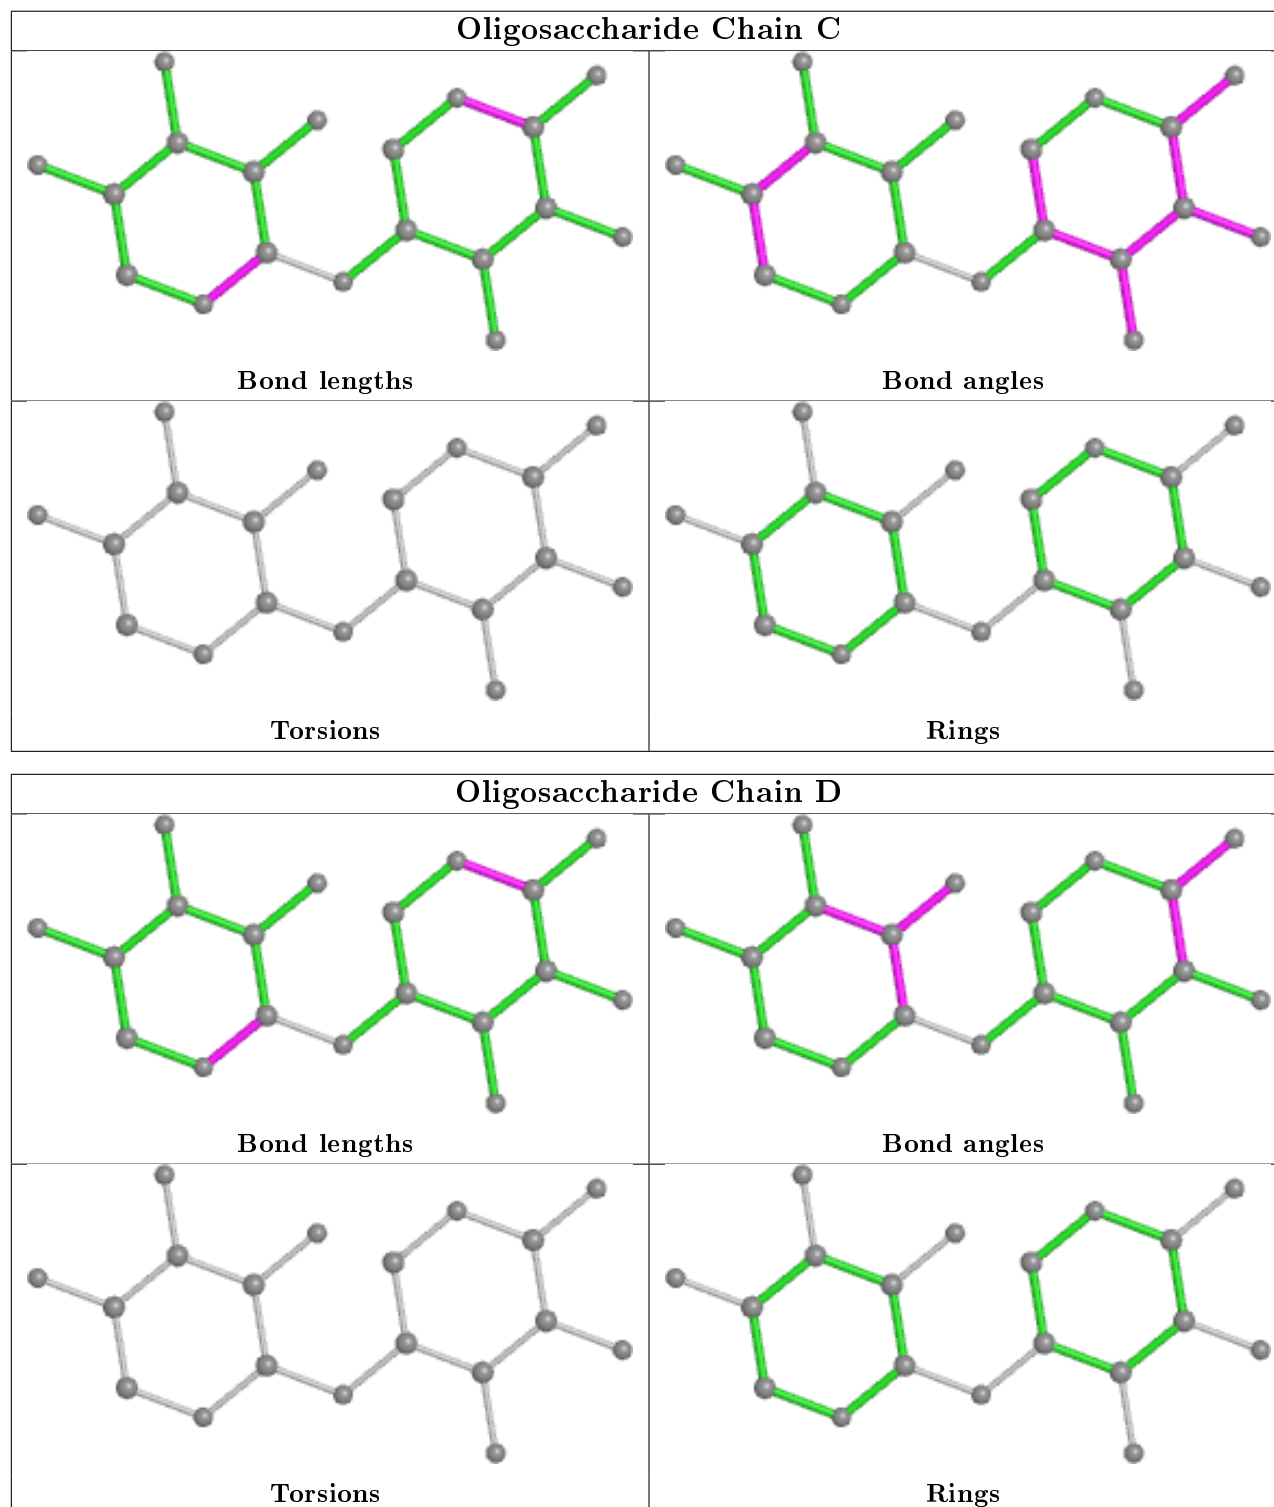 Oligosaccharide Chain C
Bond lengths
Bond angles
Torsions
Rings
Oligosaccharide Chain D
Bond lengths
Bond angles
Torsions
Rings